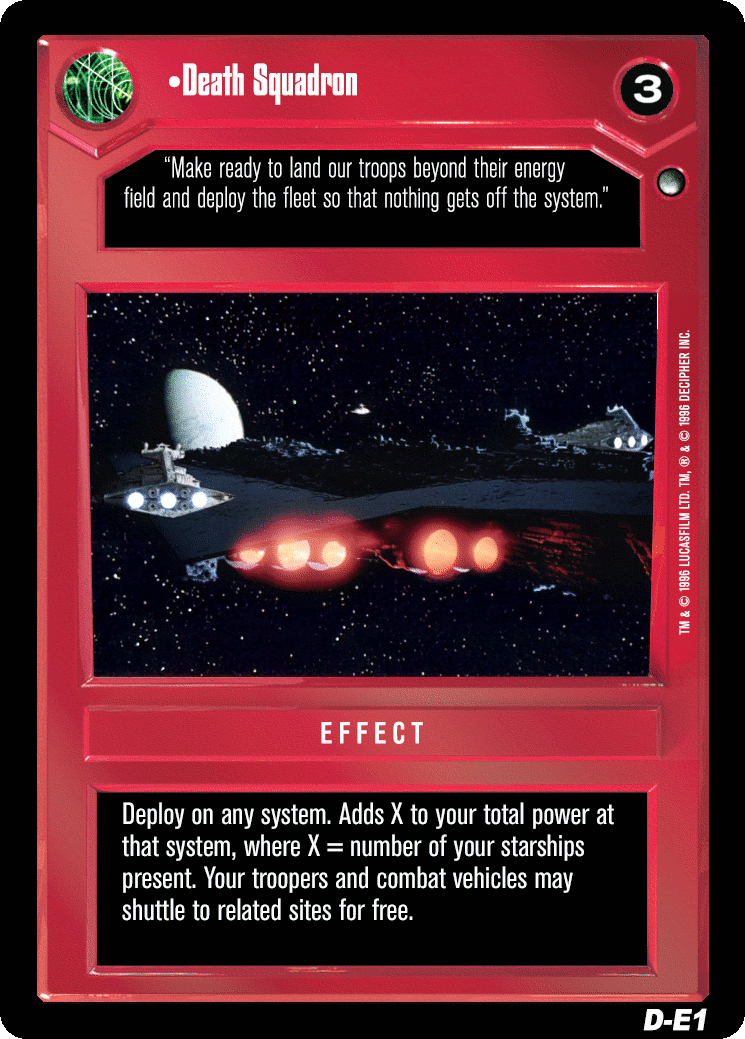 •Death Squadron
3
“Make ready to land our troops beyond their energy
field and deploy the fleet so that nothing gets off the system.”
TM & © 1996 LUCASFILM LTD. TM, ® & © 1996 DECIPHER INC.
EFFECT
Deploy on any system. Adds X to your total power at
that system, where X = number of your starships
present. Your troopers and combat vehicles may
shuttle to related sites for free.
D-E1